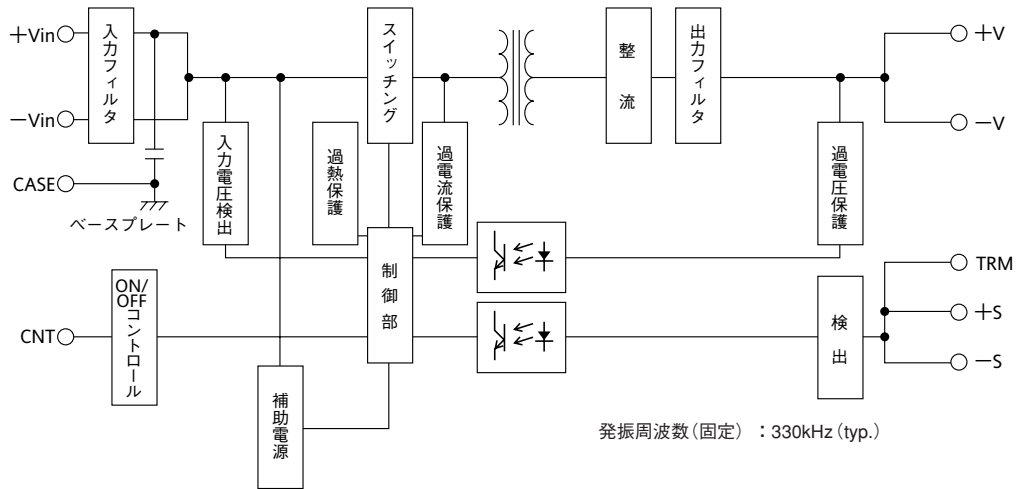 +Vin
−Vin
CASE
ベースプレート
CNT
入力フィルタ
入力電圧検出
ON/
OFF
コントロール
補助電源
スイッチング
過熱保護
過電流保護
制御部
整流
出力フィルタ
過電圧保護
検出
+V
−V
TRM
+S
−S
発振周波数(固定) : 330kHz (typ.)